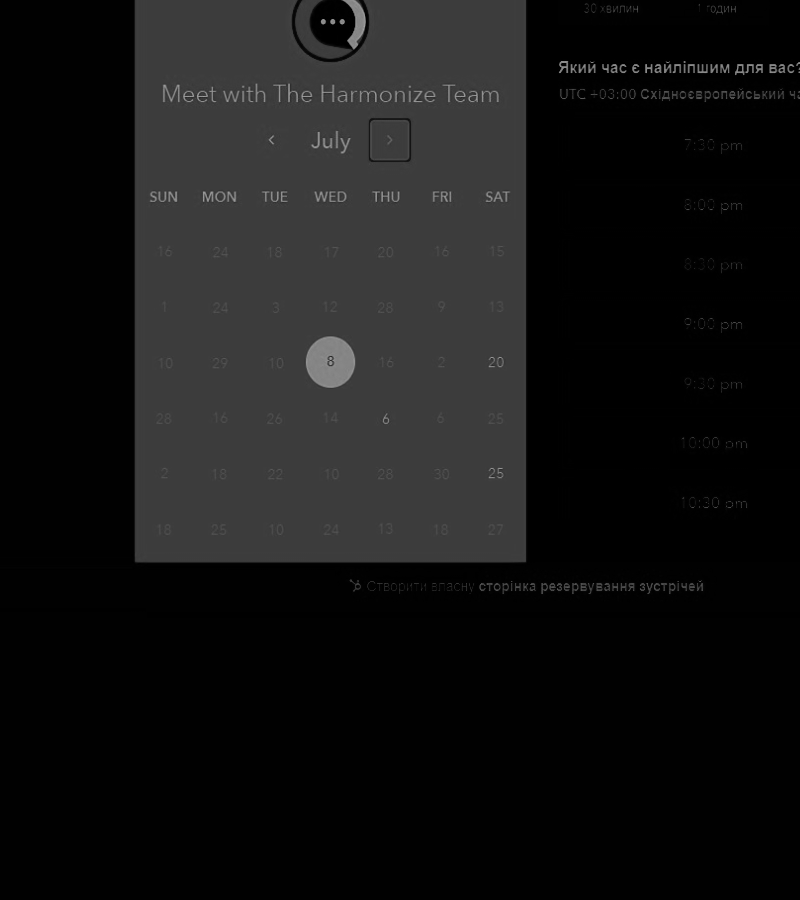 30 хвилин 1 годин
Meet with The Harmonize Team
July
SUN MON TUE WED THU FRI SAT
16 24 18 17 20 16 15
1 24 3 12 28 9 13
10 29 10 8 16 2 20
28 16 26 14 6 6 25
2 18 22 10 28 30 25
18 25 10 24 13 18 27
Який час є найліпшим для вас?
UTC +03:00 Східноєвропейський ча
7:30 pm
8:00 pm
8:30 pm
9:00 pm
9:30 pm
10:00 pm
10:30 pm
Створити власну сторінка резервування зустрічей